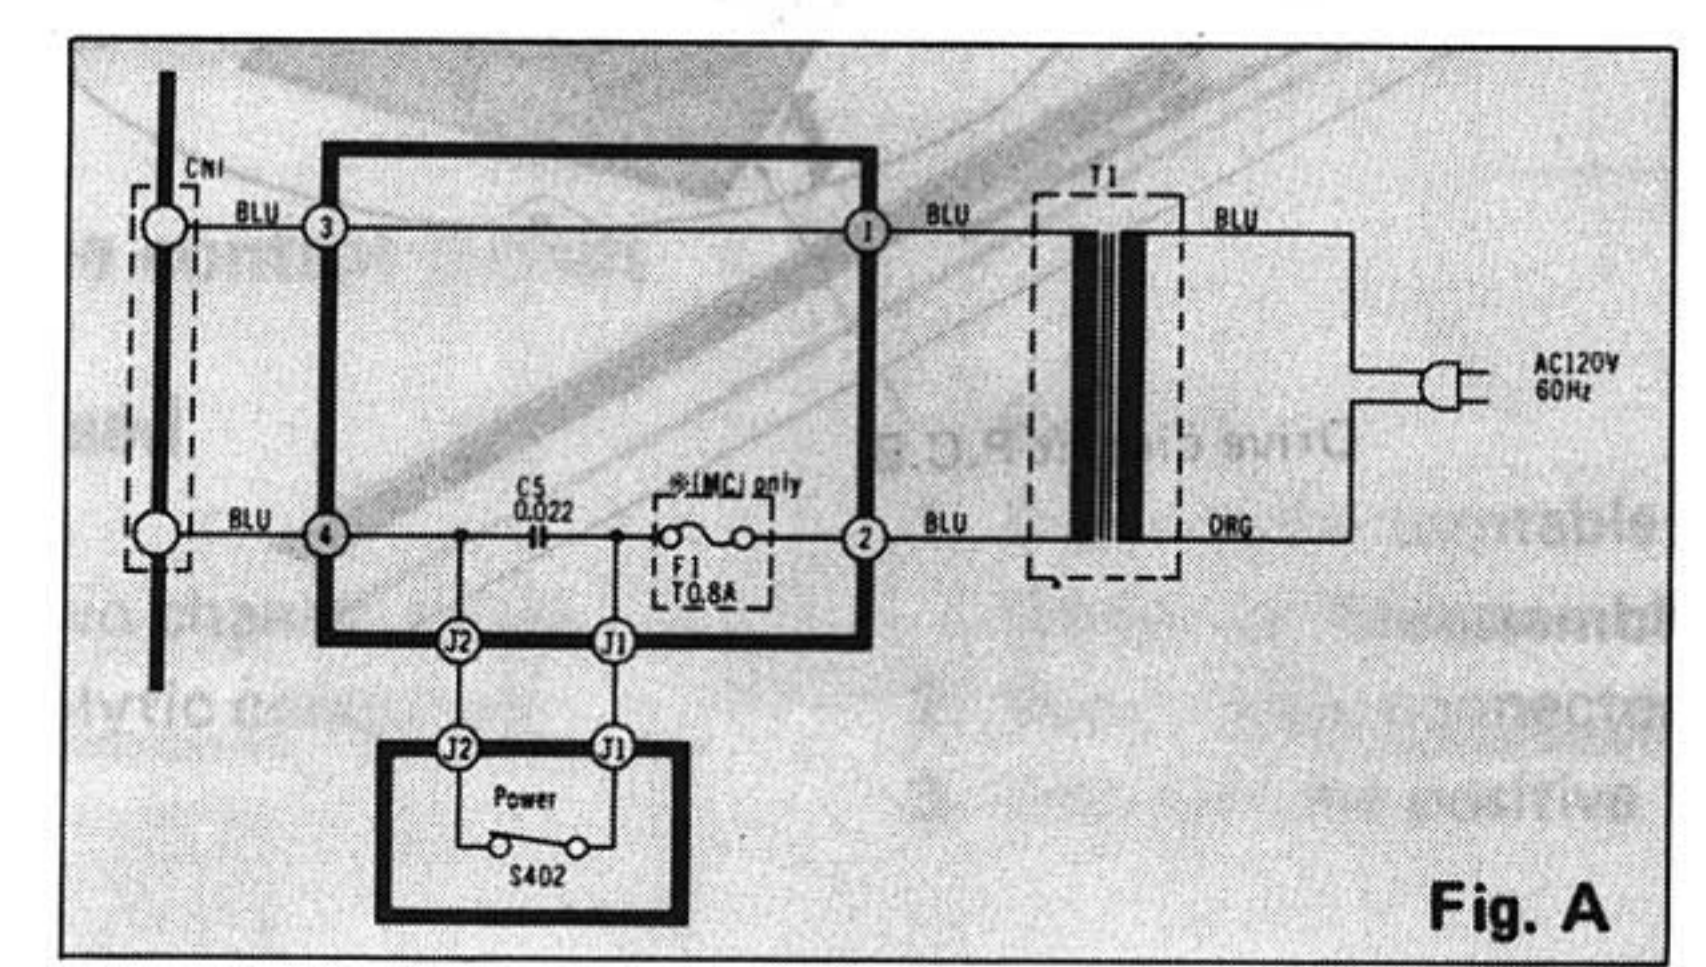 CN1
T1
BLU
3
1
BLU
BLU
AC120V
60Hz
C5
0.022
※(MC) only
BLU
4
2
BLU
ORG
F1
T0.8A
J2
J1
J2
J1
Power
S402
Fig. A